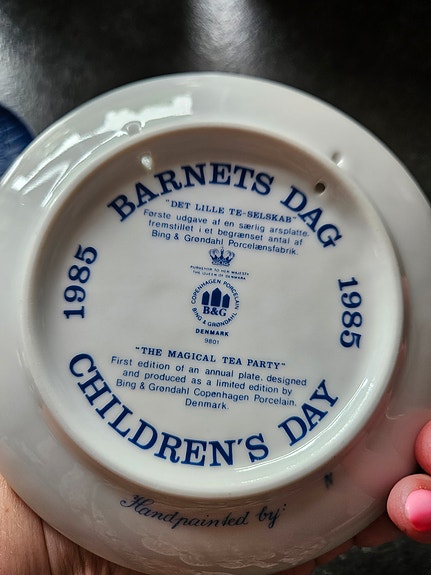 BARNETS DAG
"DET LILLE TE-SELSKAB"
Første udgave af en særlig årsplatte,
fremstillet i et begrænset antal af
Bing & Grøndahl Porcelænsfabrik.
1985
1985
PURVEYOR TO HER MAJESTY
THE QUEEN OF DENMARK
COPENHAGEN PORCELAIN
B&G
BING & GRØNDAHL
DENMARK
9801
"THE MAGICAL TEA PARTY"
First edition of an annual plate, designed
and produced as a limited edition by
Bing & Grøndahl Copenhagen Porcelain,
Denmark.
CHILDREN'S DAY
Handpainted by: